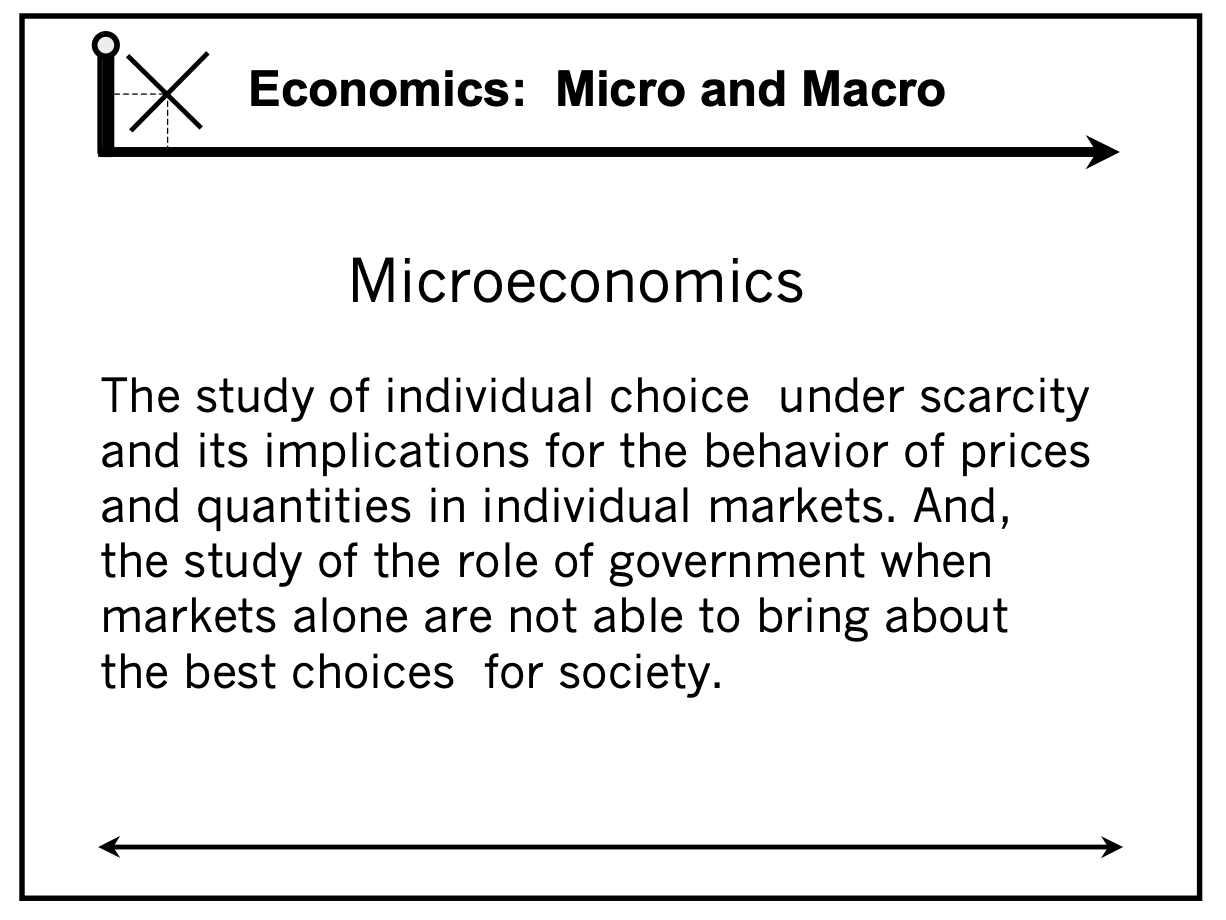 Economics:  Micro and Macro
Microeconomics
The study of individual choice  under scarcity
and its implications for the behavior of prices
and quantities in individual markets. And,
the study of the role of government when
markets alone are not able to bring about
the best choices  for society.